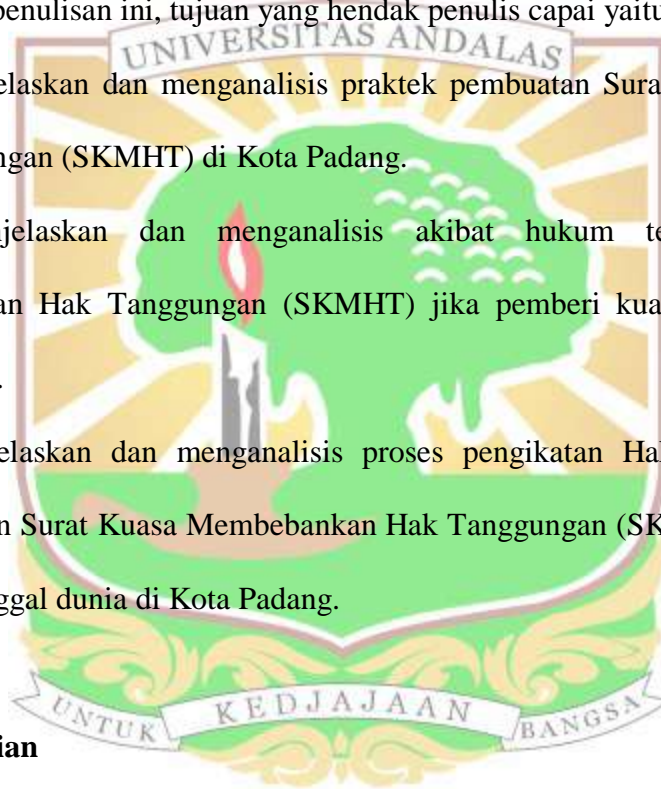 penulisan ini, tujuan yang hendak penulis capai yaitu
UNIVERSITAS ANDALAS
elaskan dan menganalisis praktek pembuatan Sura
ngan (SKMHT) di Kota Padang.
njelaskan dan menganalisis akibat hukum te
an Hak Tanggungan (SKMHT) jika pemberi kua
.
elaskan dan menganalisis proses pengikatan Ha
n Surat Kuasa Membebankan Hak Tanggungan (SK
ggal dunia di Kota Padang.
UNTUK KEDJAJAAN BANGSA
ian